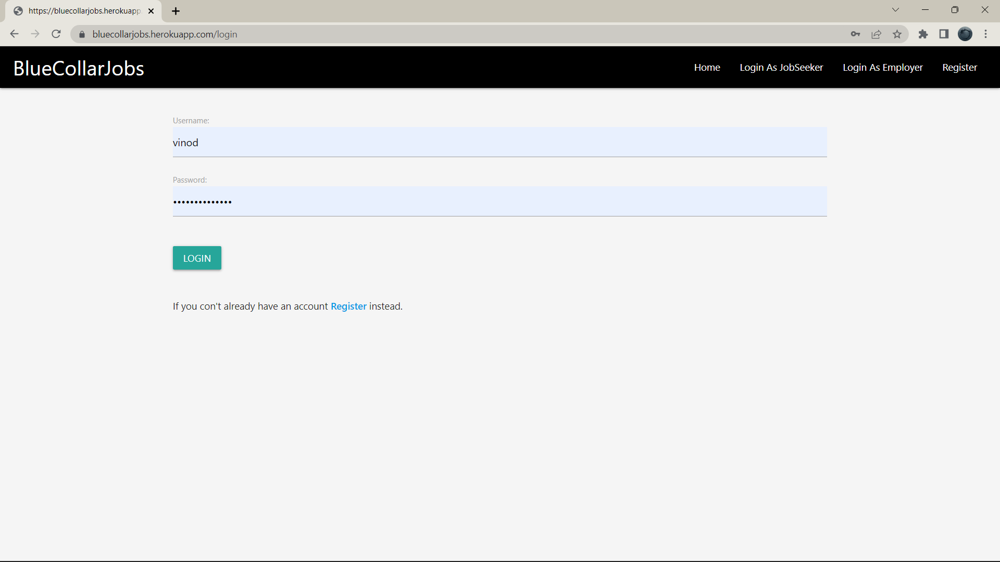 https://bluecollarjobs.herokuapp.
bluecollarjobs.herokuapp.com/login
BlueCollarJobs
Home
Login As JobSeeker
Login As Employer
Register
Username:
vinod
Password:
••••••••••••••
LOGIN
If you con't already have an account Register instead.